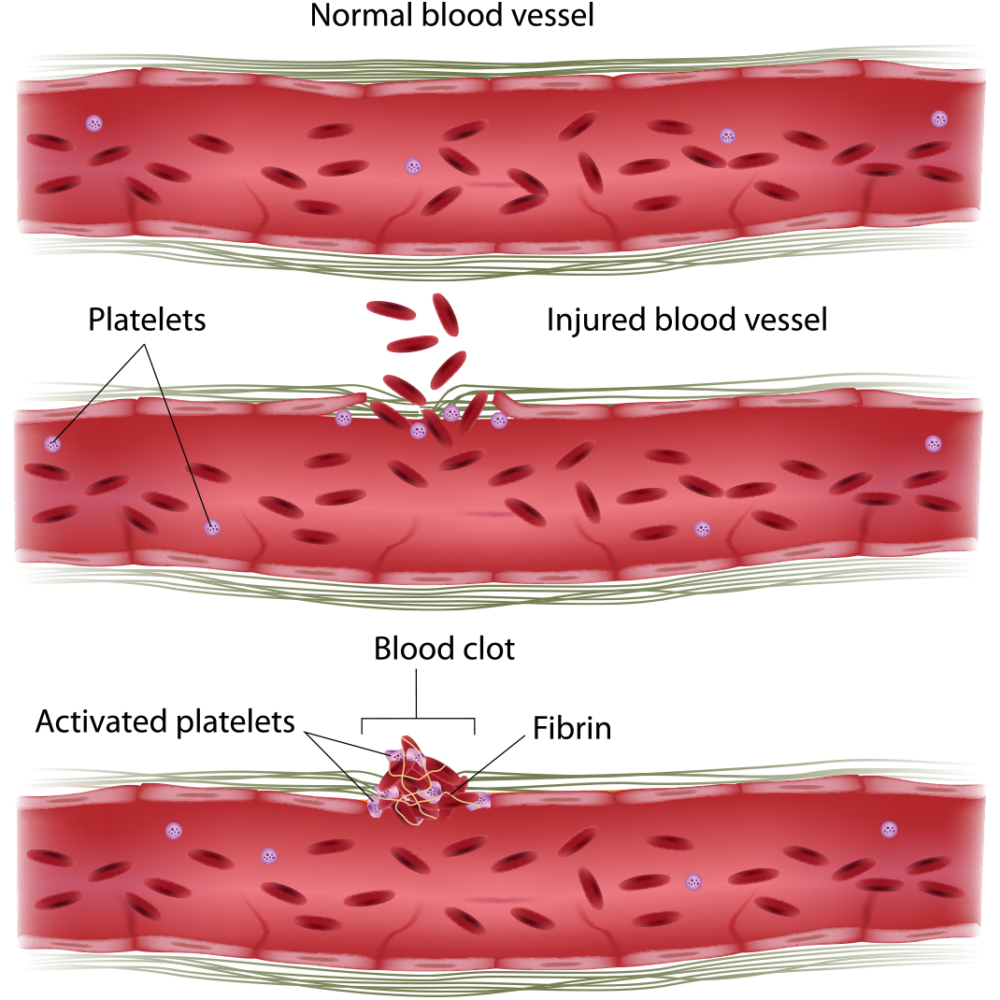 Normal blood vessel
Platelets
Injured blood vessel
Blood clot
Activated platelets
Fibrin